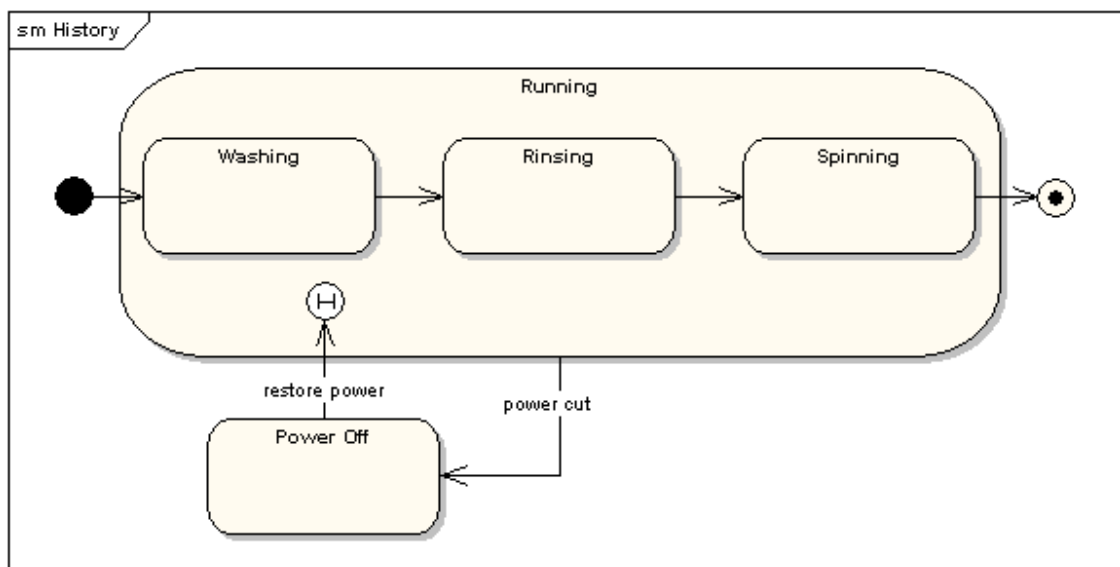 sm History
Running
Washing
Rinsing
Spinning
H
restore power
power cut
Power Off